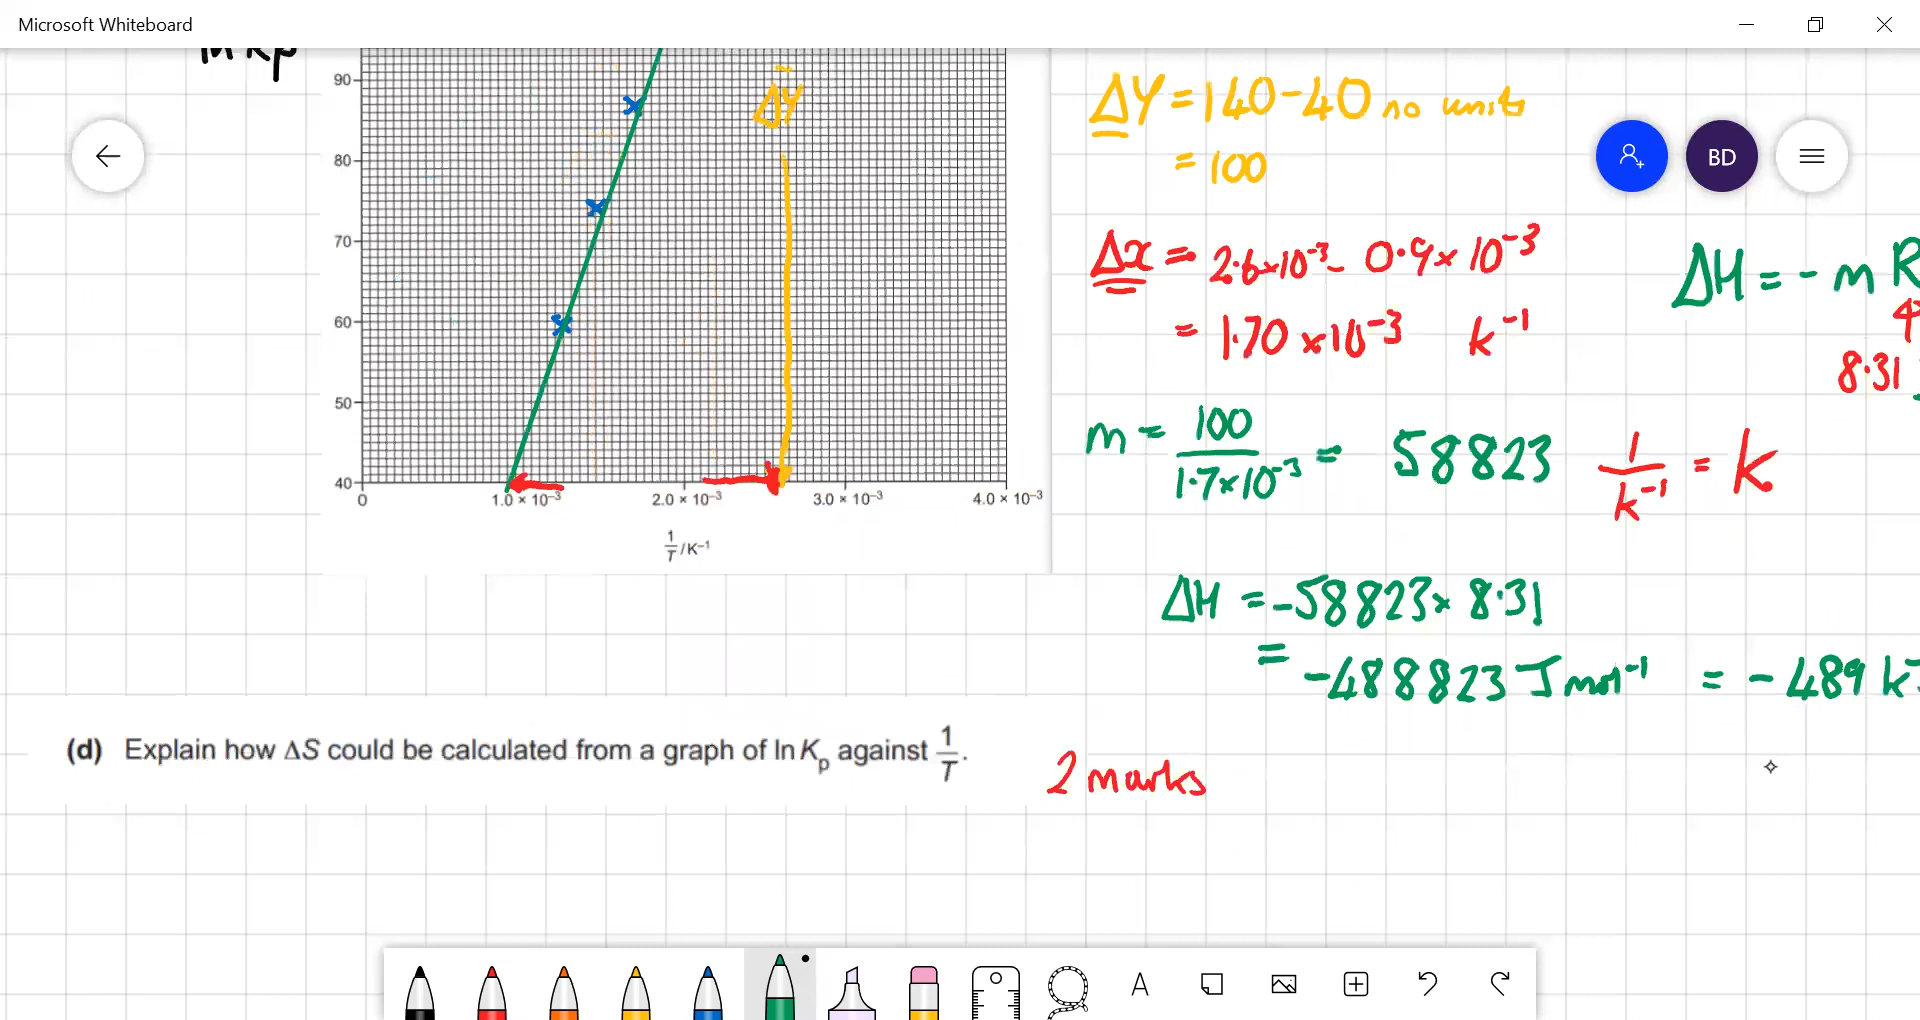 Microsoft Whiteboard
ln Kp
90
80
70
60
50
40
0 1.0 × 10⁻³ 2.0 × 10⁻³ 3.0 × 10⁻³ 4.0 × 10⁻³
1/T /K⁻¹
ΔY
ΔY = 140 - 40 no units
= 100
BD
Δx = 2.6×10⁻³ - 0.9×10⁻³
= 1.70 ×10⁻³ K⁻¹
ΔH = - m R
8.31
m = 100/1.7×10⁻³ = 58823 1/K⁻¹ = K
ΔH = -58823 × 8.31
= -488823 J mol⁻¹ = - 489 kJ
(d) Explain how ΔS could be calculated from a graph of ln Kp against 1/T.
2 marks
A